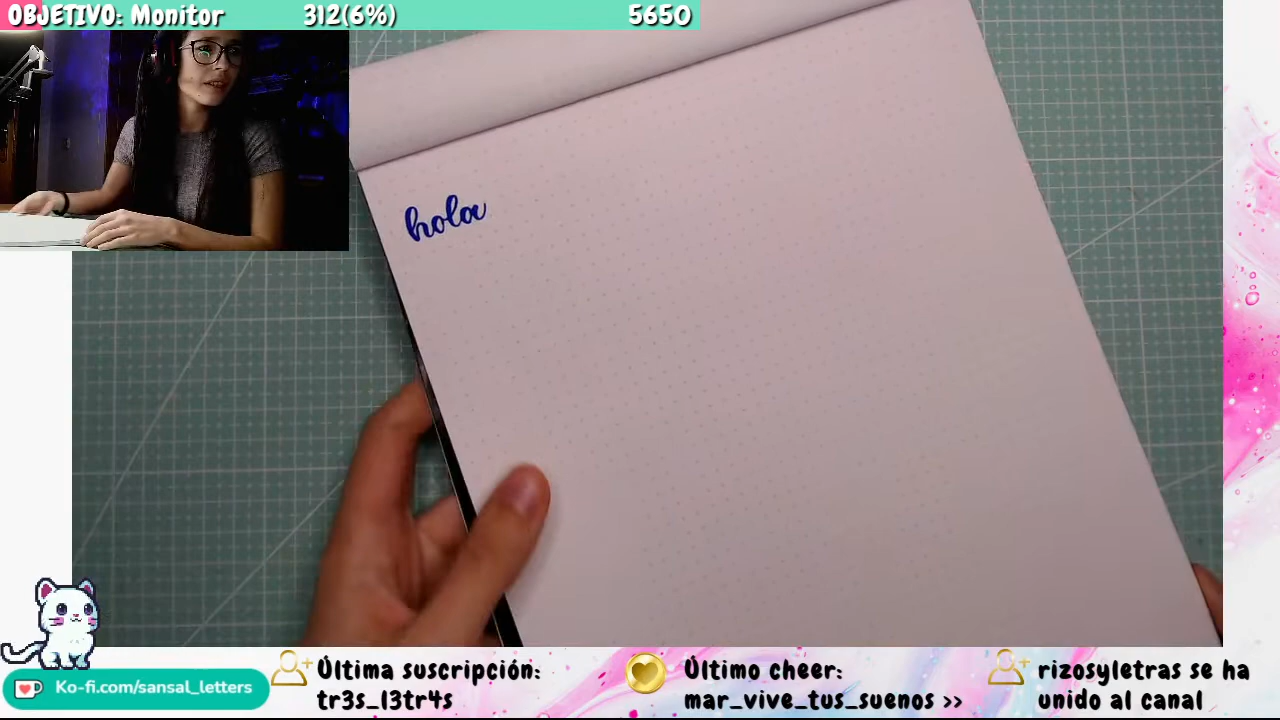 OBJETIVO: Monitor 312(6%) 5650
hola
Ko-fi.com/sansal_letters
Última suscripción:
tr3s_l3tr4s
Último cheer:
mar_vive_tus_suenos >>
rizosyletras se ha
unido al canal